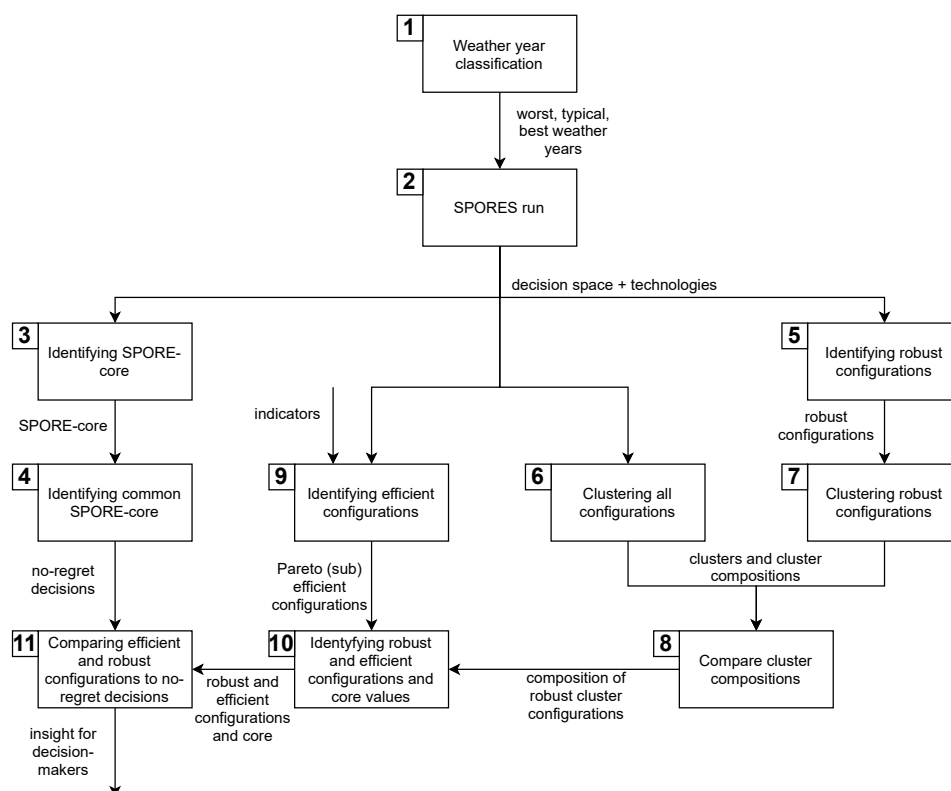 1
Weather year
classification
worst, typical,
best weather
years
2
SPORES run
decision space + technologies
3
Identifying SPORE-
core
5
Identifying robust
configurations
SPORE-core
indicators
robust
configurations
4
Identifying common
SPORE-core
9
Identifying efficient
configurations
6
Clustering all
configurations
7
Clustering robust
configurations
no-regret
decisions
Pareto (sub)
efficient
configurations
clusters and cluster
compositions
11
Comparing efficient
and robust
configurations to no-
regret decisions
10
Identyfying robust
and efficient
configurations and
core values
8
Compare cluster
compositions
robust and
efficient
configurations
and core
composition of
robust cluster
configurations
insight for
decision-
makers